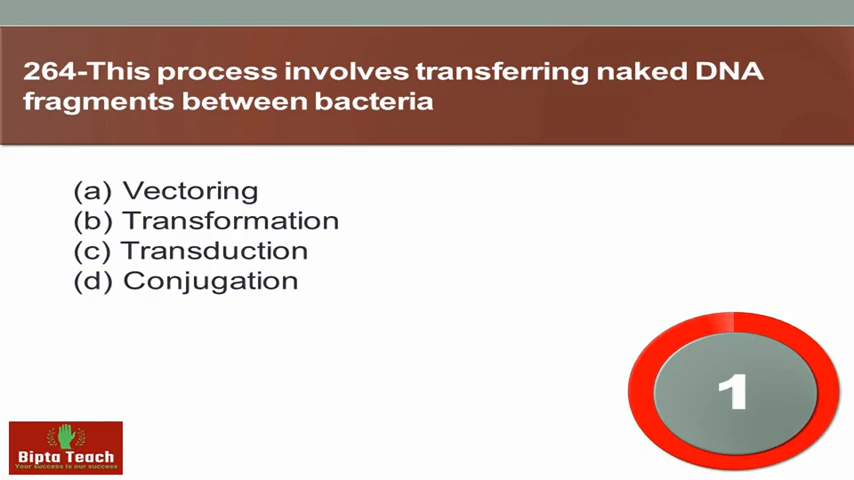 264-This process involves transferring naked DNA
fragments between bacteria
(a) Vectoring
(b) Transformation
(c) Transduction
(d) Conjugation
1
Bipta Teach
Your success is our success